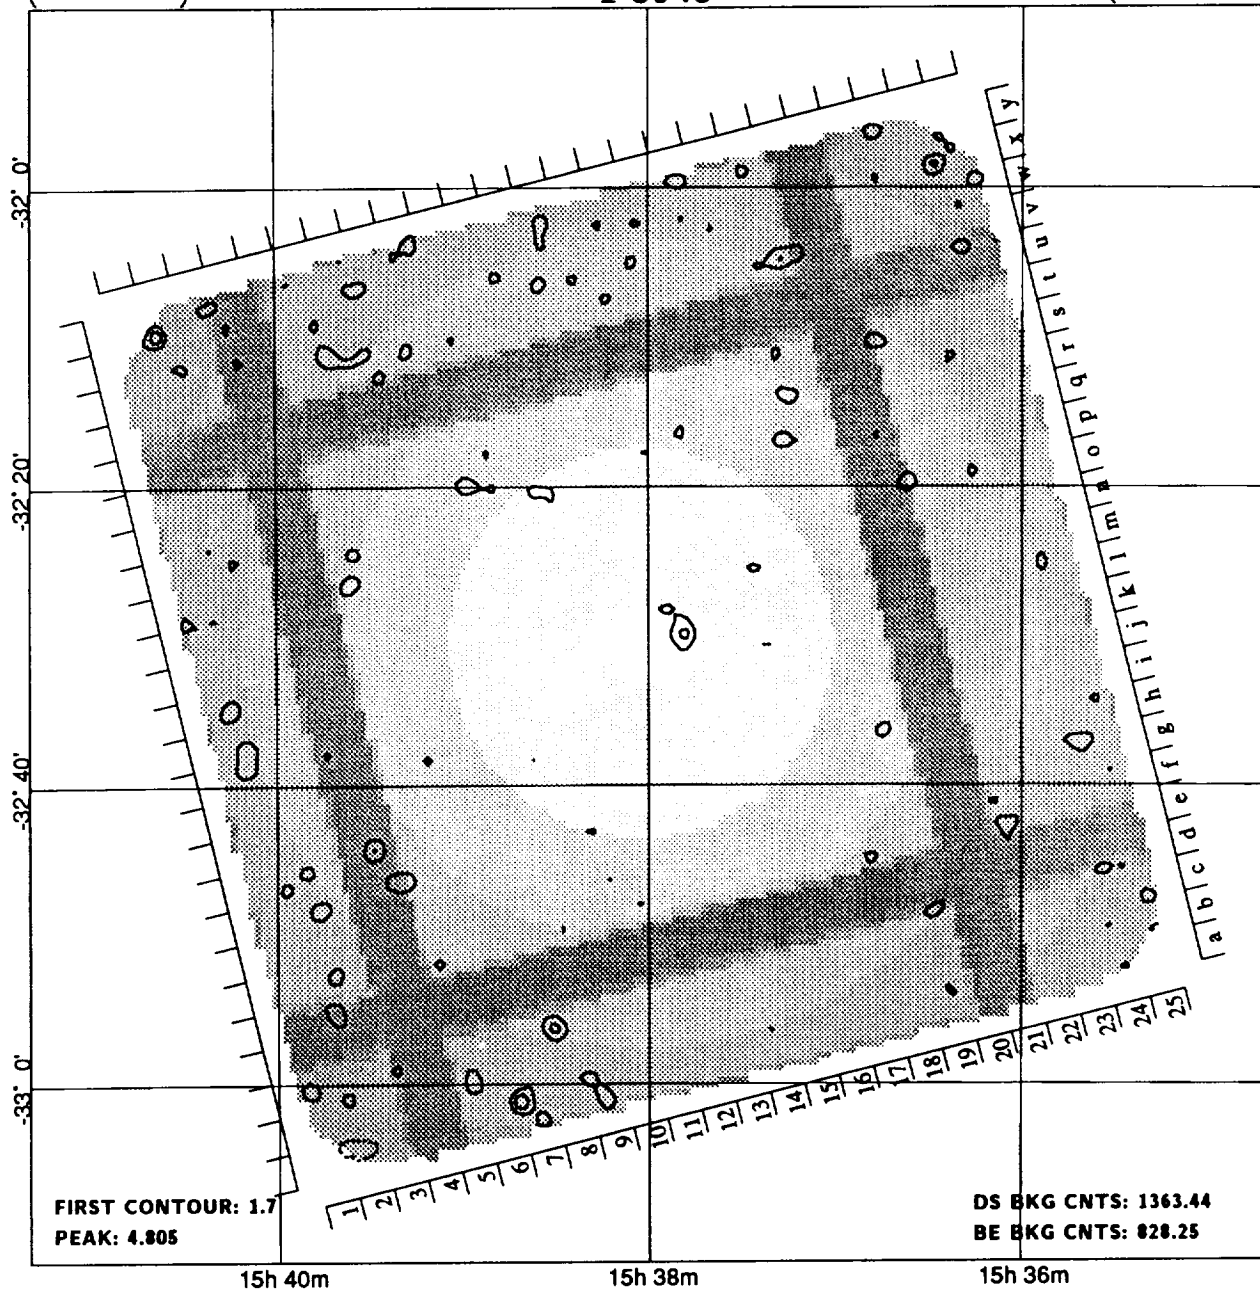 -32° 0'
-32° 20'
-32° 40'
-33° 0'
a b c d e f g h i j k l m n o p q r s t u v w x y
1 2 3 4 5 6 7 8 9 10 11 12 13 14 15 16 17 18 19 20 21 22 23 24 25
FIRST CONTOUR: 1.7
PEAK: 4.805
DS BKG CNTS: 1363.44
BE BKG CNTS: 828.25
15h 40m
15h 38m
15h 36m